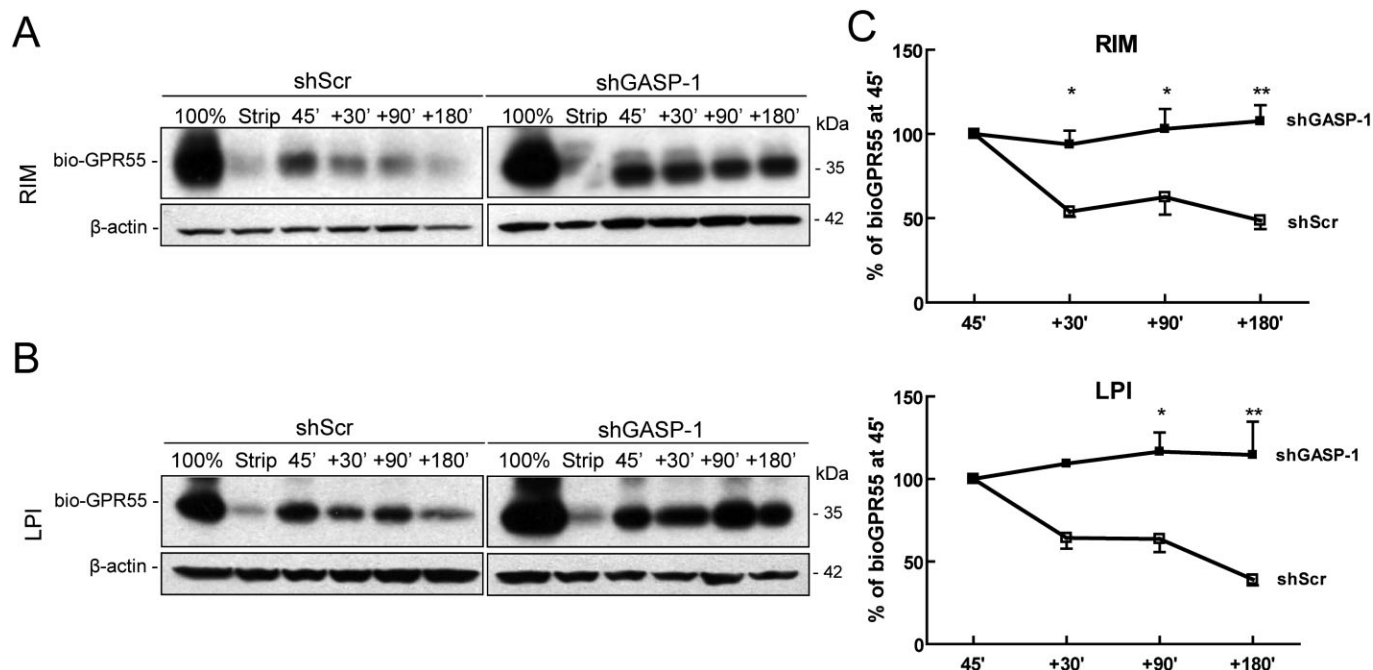 A
shScr shGASP-1
100% Strip 45' +30' +90' +180' 100% Strip 45' +30' +90' +180' kDa
bio-GPR55 - - 35
RIM
β-actin - - 42
B
shScr shGASP-1
100% Strip 45' +30' +90' +180' 100% Strip 45' +30' +90' +180' kDa
bio-GPR55 - - 35
LPI
β-actin - - 42
C
RIM
% of bioGPR55 at 45'
150
* * **
shGASP-1
100
50
shScr
0
45' +30' +90' +180'
LPI
% of bioGPR55 at 45'
150
* **
shGASP-1
100
50
shScr
0
45' +30' +90' +180'